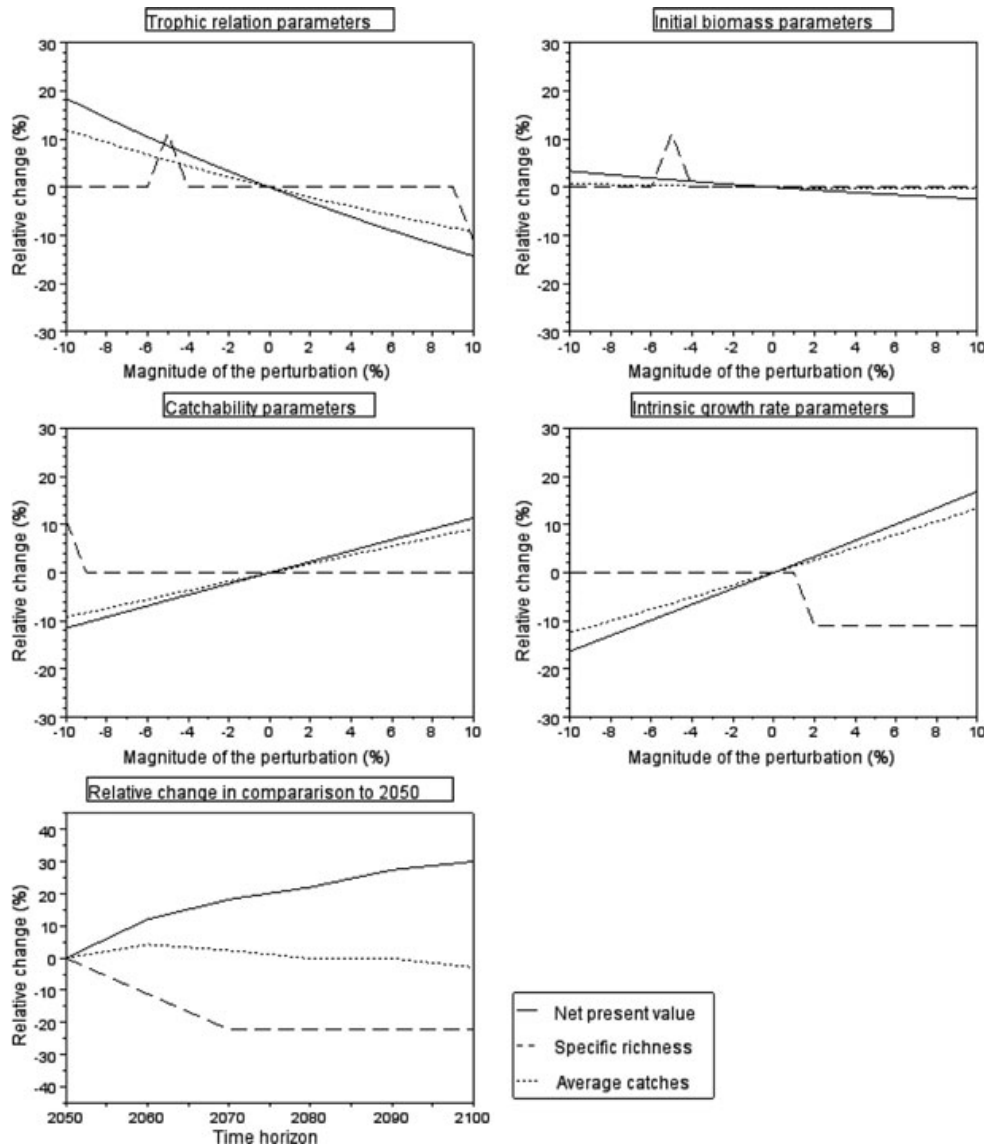 Trophic relation parameters
Initial biomass parameters
30
20
10
0
-10
-20
-30
Relative change (%)
-10 -8 -6 -4 -2 0 2 4 6 8 10
Magnitude of the perturbation (%)
30
20
10
0
-10
-20
-30
Relative change (%)
-10 -8 -6 -4 -2 0 2 4 6 8 10
Magnitude of the perturbation (%)
Catchability parameters
Intrinsic growth rate parameters
30
20
10
0
-10
-20
-30
Relative change (%)
-10 -8 -6 -4 -2 0 2 4 6 8 10
Magnitude of the perturbation (%)
30
20
10
0
-10
-20
-30
Relative change (%)
-10 -8 -6 -4 -2 0 2 4 6 8 10
Magnitude of the perturbation (%)
Relative change in compararison to 2050
40
30
20
10
0
-10
-20
-30
-40
Relative change (%)
2050 2060 2070 2080 2090 2100
Time horizon
Net present value
Specific richness
Average catches